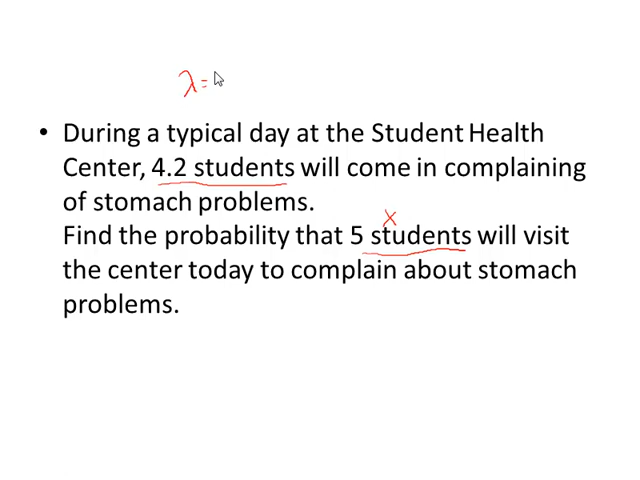 λ =
• During a typical day at the Student Health
Center, 4.2 students will come in complaining
of stomach problems.
x
Find the probability that 5 students will visit
the center today to complain about stomach
problems.